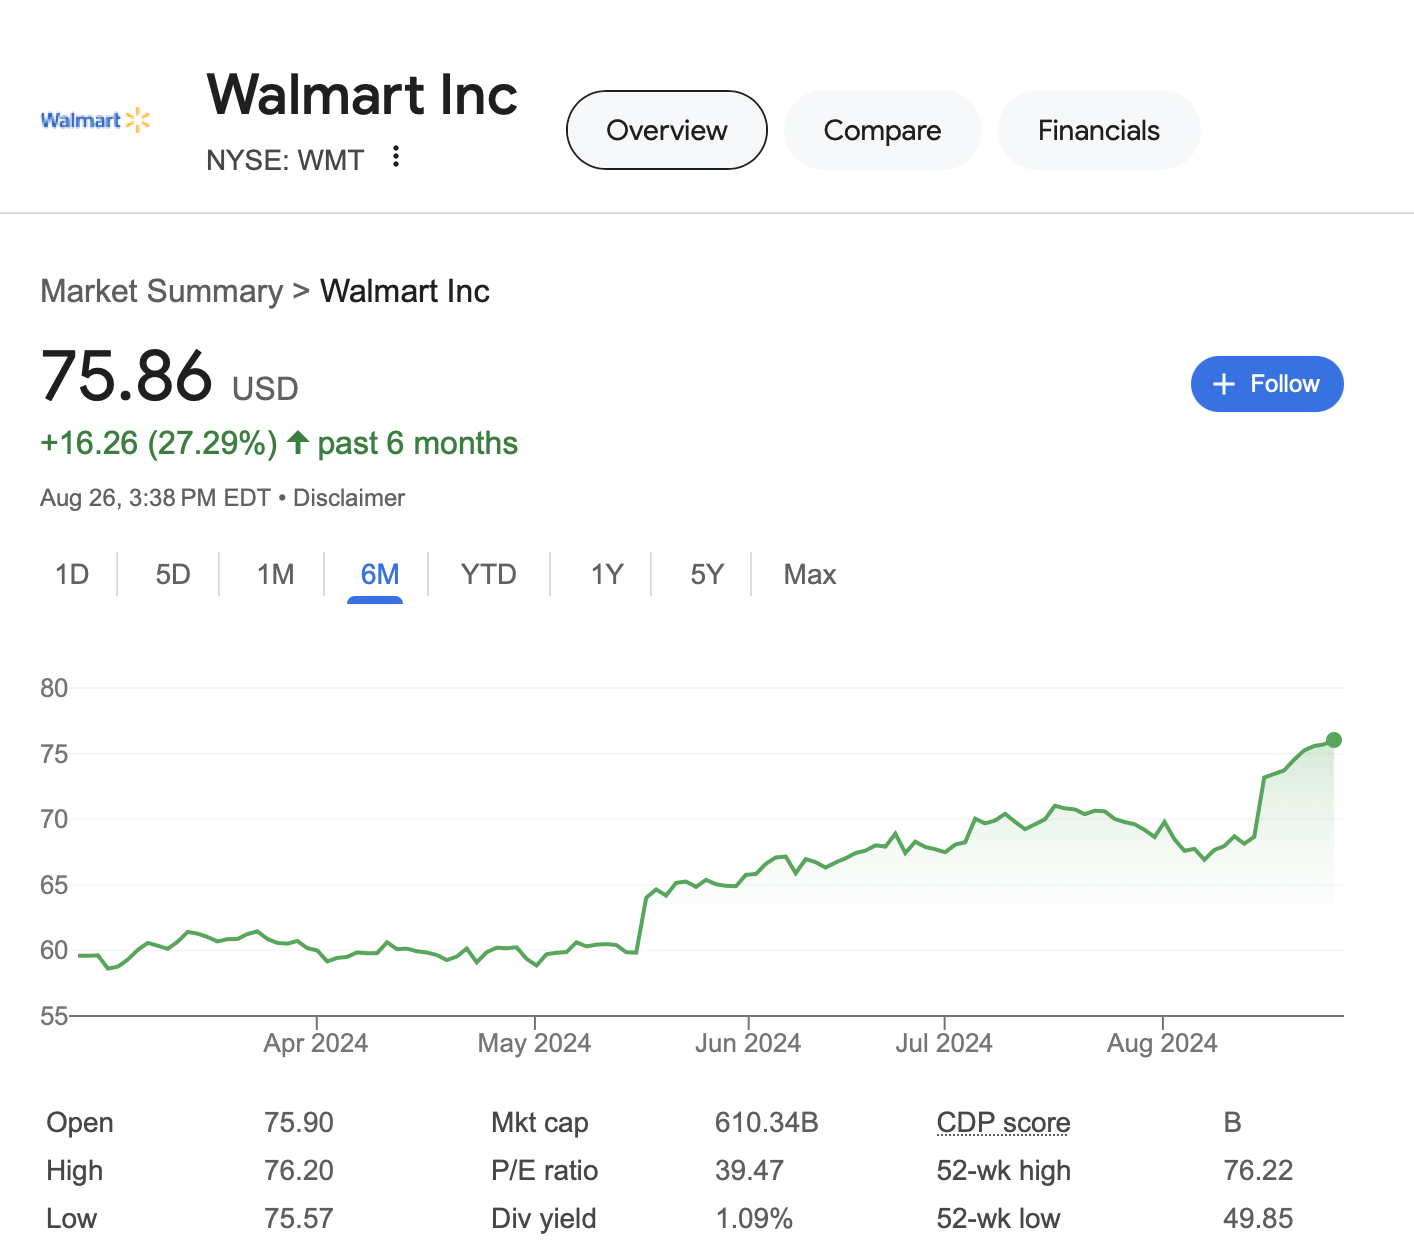 Walmart
Walmart Inc
NYSE: WMT
Overview
Compare
Financials
Market Summary > Walmart Inc
75.86 USD
+ Follow
+16.26 (27.29%) ↑ past 6 months
Aug 26, 3:38 PM EDT • Disclaimer
1D 5D 1M 6M YTD 1Y 5Y Max
80
75
70
65
60
55
Apr 2024 May 2024 Jun 2024 Jul 2024 Aug 2024
Open 75.90 Mkt cap 610.34B CDP score B
High 76.20 P/E ratio 39.47 52-wk high 76.22
Low 75.57 Div yield 1.09% 52-wk low 49.85